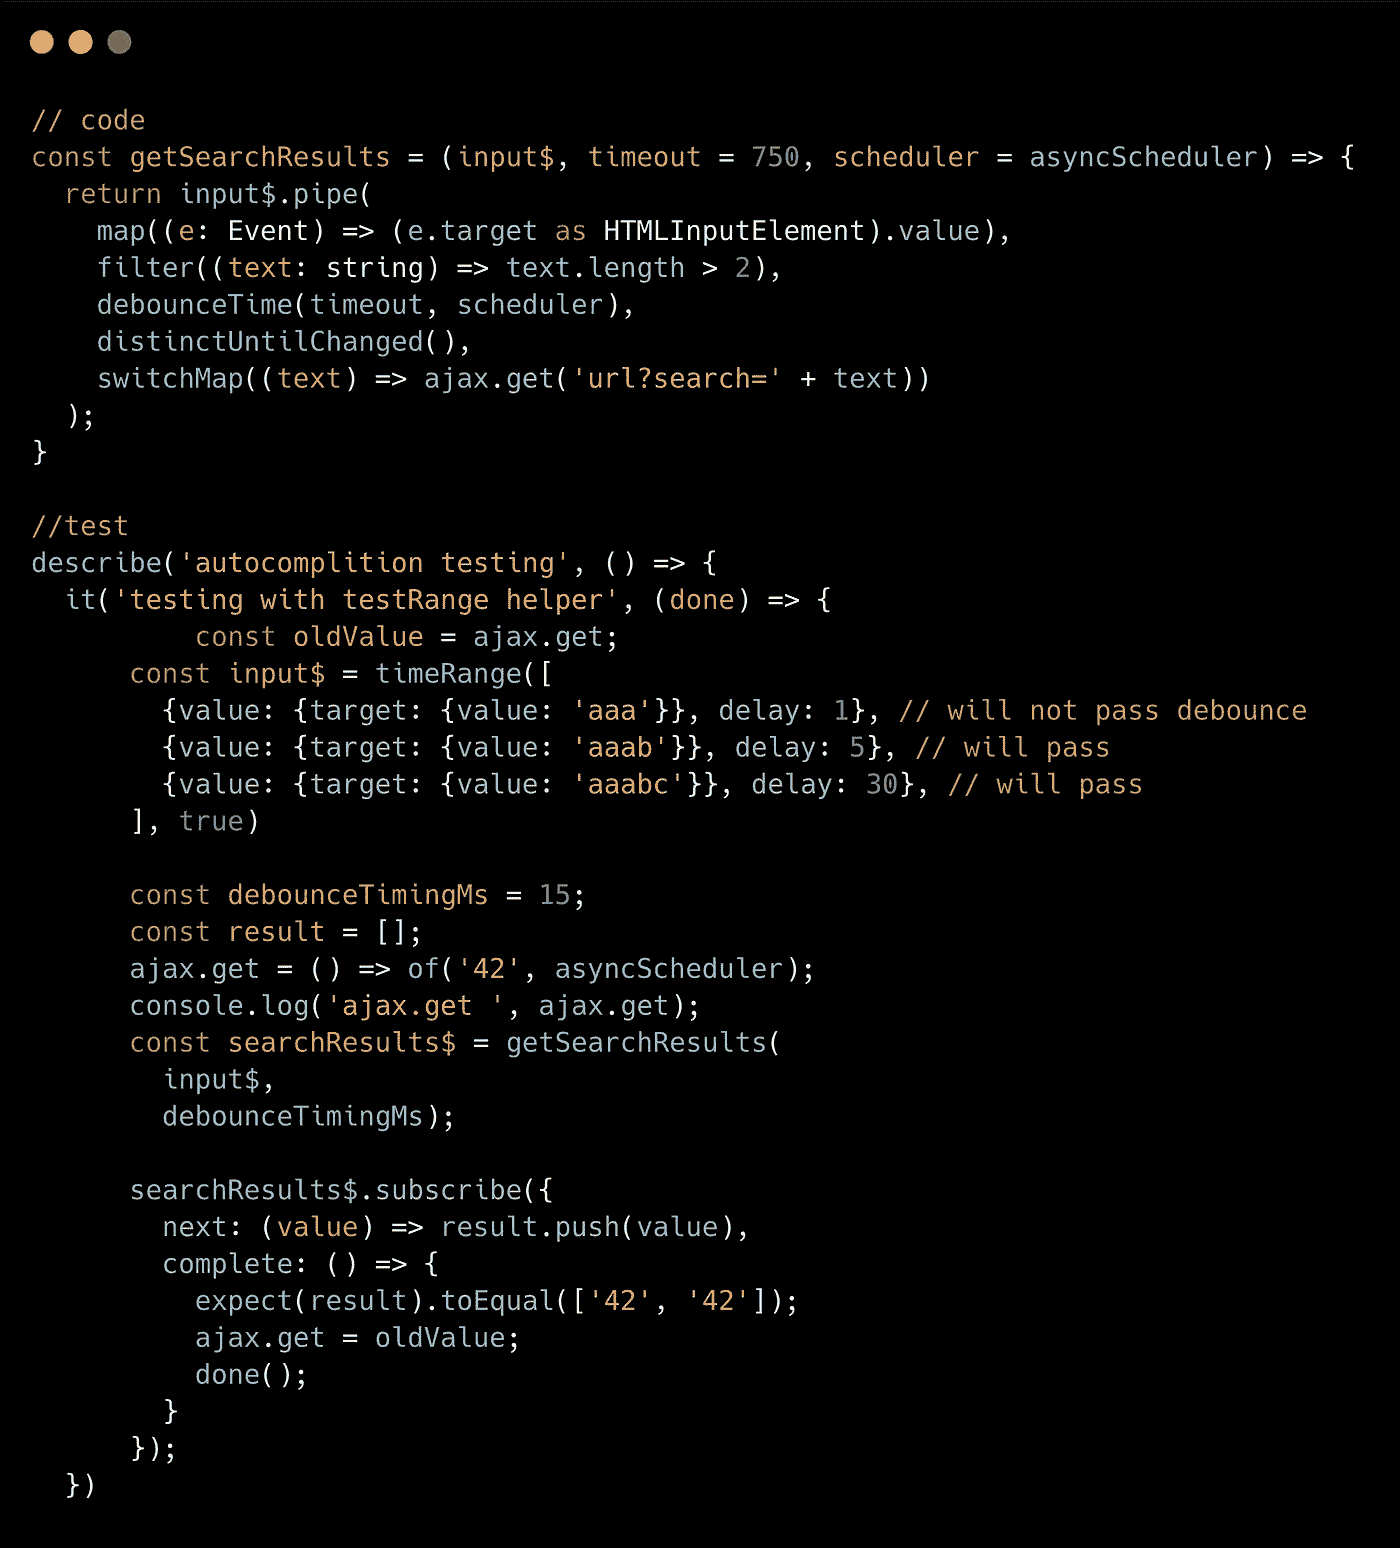 // code
const getSearchResults = (input$, timeout = 750, scheduler = asyncScheduler) => {
  return input$.pipe(
    map((e: Event) => (e.target as HTMLInputElement).value),
    filter((text: string) => text.length > 2),
    debounceTime(timeout, scheduler),
    distinctUntilChanged(),
    switchMap((text) => ajax.get('url?search=' + text))
  );
}

//test
describe('autocomplition testing', () => {
  it('testing with testRange helper', (done) => {
          const oldValue = ajax.get;
      const input$ = timeRange([
        {value: {target: {value: 'aaa'}}, delay: 1}, // will not pass debounce
        {value: {target: {value: 'aaab'}}, delay: 5}, // will pass
        {value: {target: {value: 'aaabc'}}, delay: 30}, // will pass
      ], true)

      const debounceTimingMs = 15;
      const result = [];
      ajax.get = () => of('42', asyncScheduler);
      console.log('ajax.get ', ajax.get);
      const searchResults$ = getSearchResults(
        input$,
        debounceTimingMs);

      searchResults$.subscribe({
        next: (value) => result.push(value),
        complete: () => {
          expect(result).toEqual(['42', '42']);
          ajax.get = oldValue;
          done();
        }
      });
  })